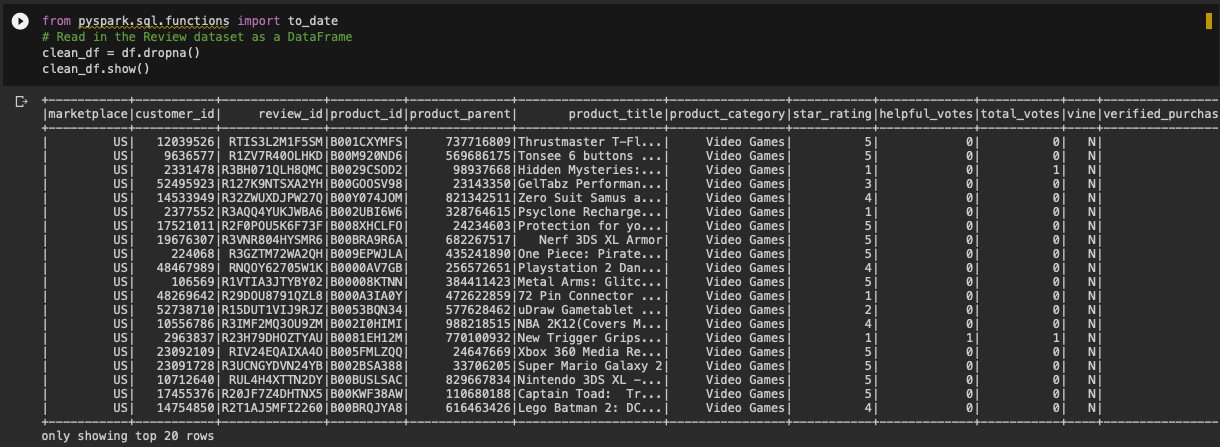 from pyspark.sql.functions import to_date
# Read in the Review dataset as a DataFrame
clean_df = df.dropna()
clean_df.show()
+-----------+-----------+--------------+----------+--------------+--------------------+----------------+-----------+-------------+-----------+----+-----------------
|marketplace|customer_id|     review_id|product_id|product_parent|       product_title|product_category|star_rating|helpful_votes|total_votes|vine|verified_purchas
+-----------+-----------+--------------+----------+--------------+--------------------+----------------+-----------+-------------+-----------+----+-----------------
|         US|   12039526| RTIS3L2M1F5SM|B001CXYMFS|     737716809|Thrustmaster T-Fl...|     Video Games|          5|            0|          0|   N|
|         US|    9636577|R1ZV7R40OLHKD|B00M920ND6|     569686175|Tonsee 6 buttons ...|     Video Games|          5|            0|          0|   N|
|         US|    2331478|R3BH071QLH8QMC|B0029CSOD2|      98937668|Hidden Mysteries:...|     Video Games|          1|            0|          1|   N|
|         US|   52495923|R127K9NTSXA2YH|B00GOOSV98|      23143350|GelTabz Performan...|     Video Games|          3|            0|          0|   N|
|         US|   14533949|R32ZWUXDJPW27Q|B00Y074JOM|     821342511|Zero Suit Samus a...|     Video Games|          4|            0|          0|   N|
|         US|    2377552|R3AQQ4YUKJWBA6|B002UBI6W6|     328764615|Psyclone Recharge...|     Video Games|          1|            0|          0|   N|
|         US|   17521011|R2F0POU5K6F73F|B008XHCLFO|      24234603|Protection for yo...|     Video Games|          5|            0|          0|   N|
|         US|   19676307|R3VNR804HYSMR6|B00BRA9R6A|     682267517|   Nerf 3DS XL Armor|     Video Games|          5|            0|          0|   N|
|         US|     224068| R3GZTM72WA2QH|B009EPWJLA|     435241890|One Piece: Pirate...|     Video Games|          5|            0|          0|   N|
|         US|   48467989| RNQOY62705W1K|B0000AV7GB|     256572651|Playstation 2 Dan...|     Video Games|          4|            0|          0|   N|
|         US|     106569|R1VTIA3JTYBY02|B00008KTNN|     384411423|Metal Arms: Glitc...|     Video Games|          5|            0|          0|   N|
|         US|   48269642|R29DOU8791QZL8|B000A3IA0Y|     472622859|72 Pin Connector ...|     Video Games|          1|            0|          0|   N|
|         US|   52738710|R15DUT1VIJ9RJZ|B0053BQN34|     577628462|uDraw Gametablet ...|     Video Games|          2|            0|          0|   N|
|         US|   10556786|R3IMF2MQ3OU9ZM|B002I0HIMI|     988218515|NBA 2K12(Covers M...|     Video Games|          4|            0|          0|   N|
|         US|    2963837|R23H79DHOZTYAU|B0081EH12M|     770100932|New Trigger Grips...|     Video Games|          1|            1|          1|   N|
|         US|   23092109| RIV24EQAIXA4O|B005FMLZQQ|      24647669|Xbox 360 Media Re...|     Video Games|          5|            0|          0|   N|
|         US|   23091728|R3UCNGYDVN24YB|B002BSA388|      33706205|Super Mario Galaxy 2|     Video Games|          5|            0|          0|   N|
|         US|   10712640| RUL4H4XTTN2DY|B00BUSLSAC|     829667834|Nintendo 3DS XL -...|     Video Games|          5|            0|          0|   N|
|         US|   17455376|R20JF7Z4DHTNX5|B00KWF38AW|     110680188|Captain Toad:  Tr...|     Video Games|          5|            0|          0|   N|
|         US|   14754850|R2T1AJ5MFI2260|B00BRQJYA8|     616463426|Lego Batman 2: DC...|     Video Games|          4|            0|          0|   N|
+-----------+-----------+--------------+----------+--------------+--------------------+----------------+-----------+-------------+-----------+----+-----------------
only showing top 20 rows